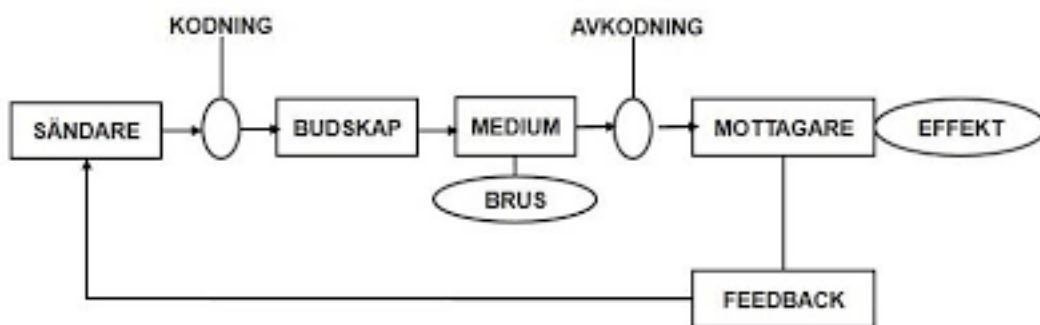 KODNING
AVKODNING
SÄNDARE
BUDSKAP
MEDIUM
MOTTAGARE
EFFEKT
BRUS
FEEDBACK